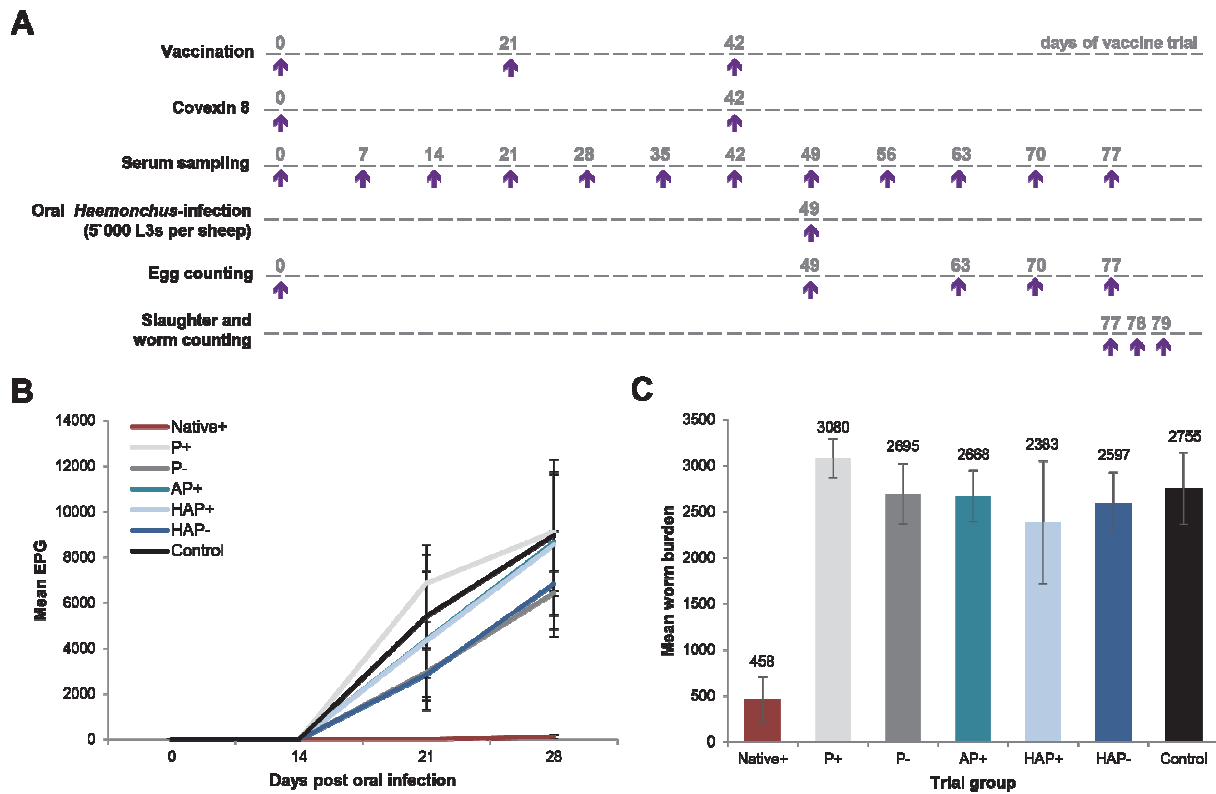 A
Vaccination 0 21 42 days of vaccine trial
Covexin 8 0 42
Serum sampling 0 7 14 21 28 35 42 49 56 63 70 77
Oral Haemonchus-infection
(5`000 L3s per sheep) 49
Egg counting 0 49 63 70 77
Slaughter and
worm counting 77 78 79
B
14000
12000
10000
8000
6000
4000
2000
0
Mean EPG
Native+
P+
P-
AP+
HAP+
HAP-
Control
0 14 21 28
Days post oral infection
C
3500
3000
2500
2000
1500
1000
500
0
Mean worm burden
458 3080 2695 2668 2383 2597 2755
Native+ P+ P- AP+ HAP+ HAP- Control
Trial group